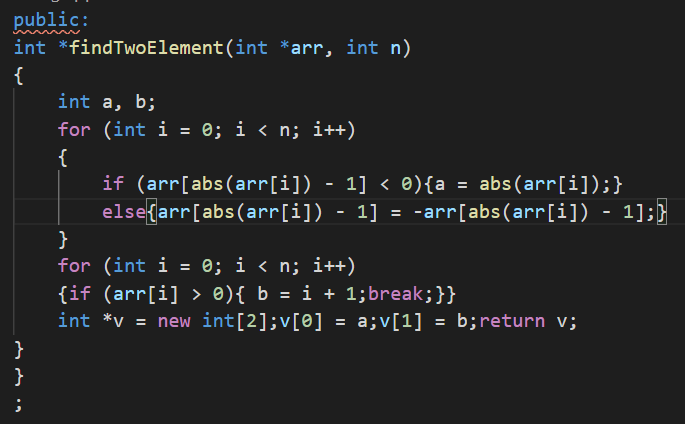 public:
int *findTwoElement(int *arr, int n)
{
    int a, b;
    for (int i = 0; i < n; i++)
    {
        if (arr[abs(arr[i]) - 1] < 0){a = abs(arr[i]);}
        else{arr[abs(arr[i]) - 1] = -arr[abs(arr[i]) - 1];}
    }
    for (int i = 0; i < n; i++)
    {if (arr[i] > 0){ b = i + 1;break;}}
    int *v = new int[2];v[0] = a;v[1] = b;return v;
}
}
;